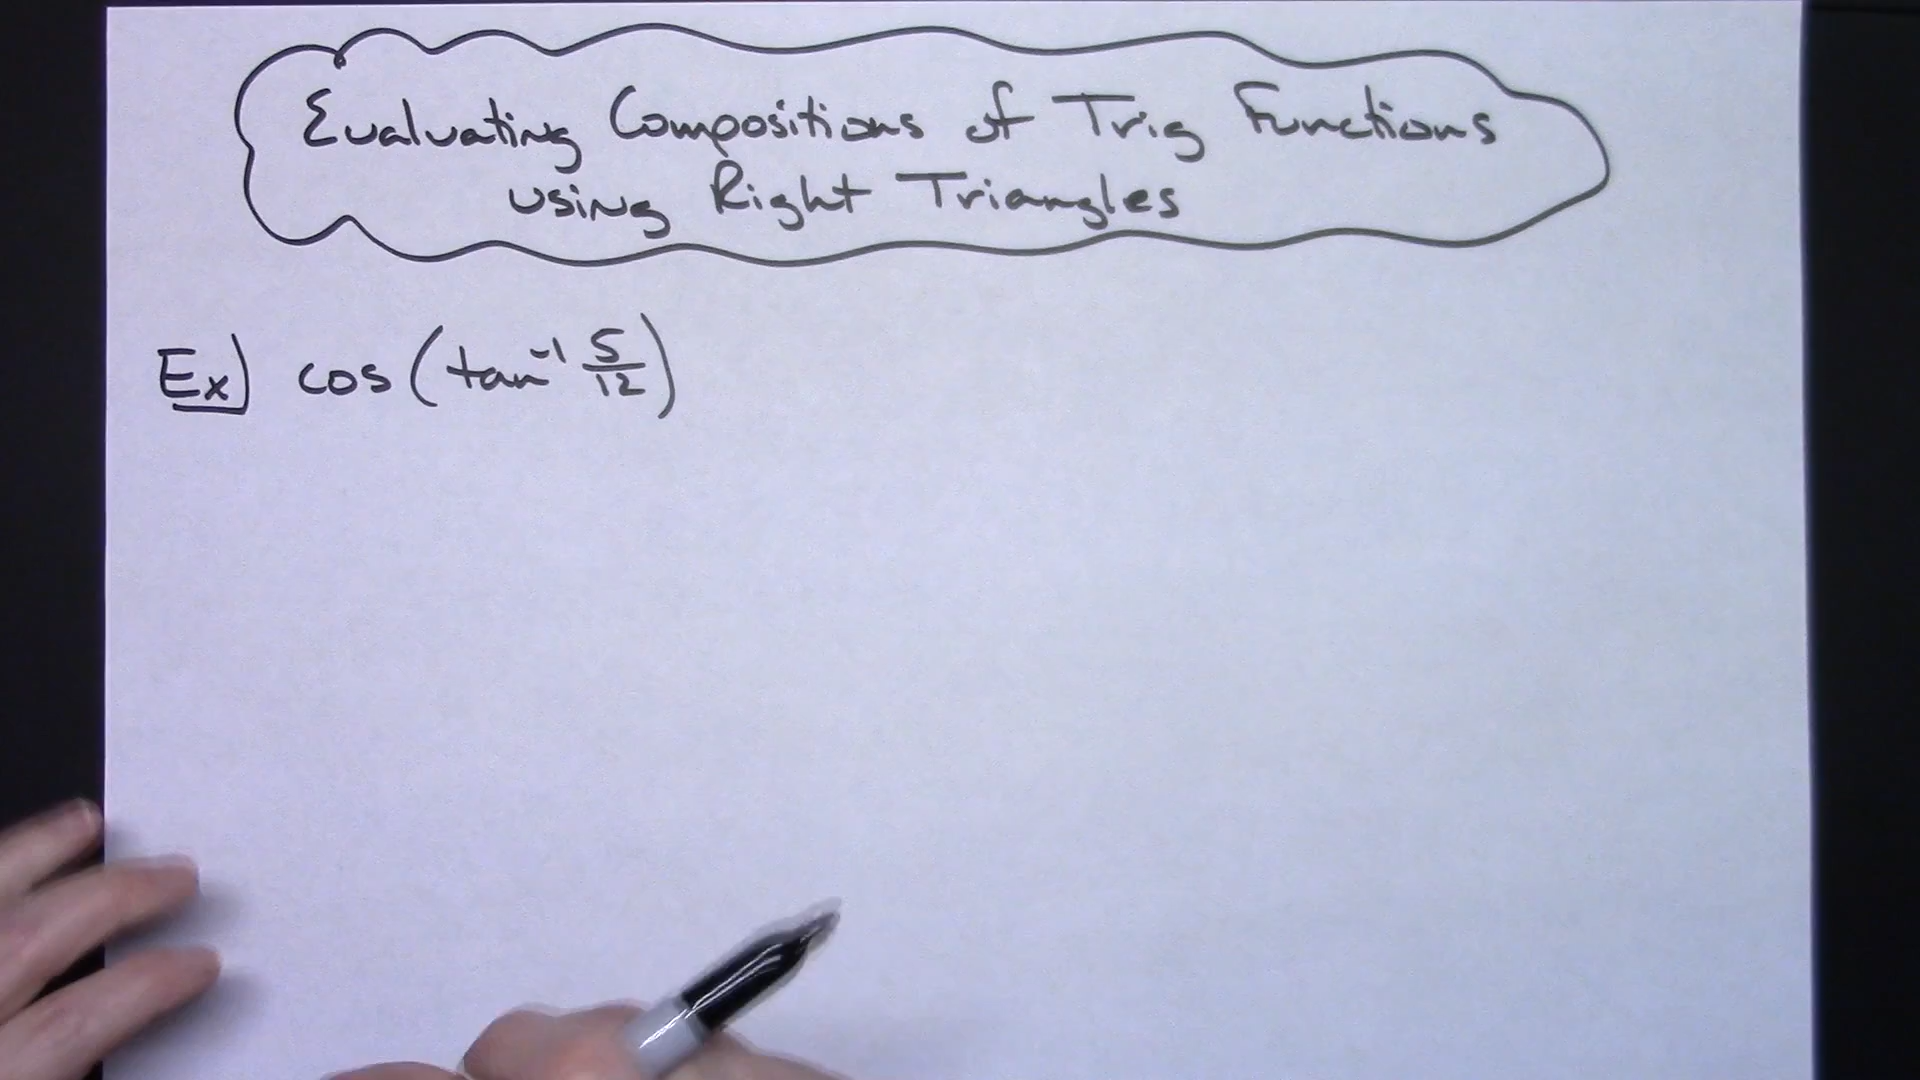 Evaluating Compositions of Trig Functions
using Right Triangles
Ex) cos(tan⁻¹ 5/12)